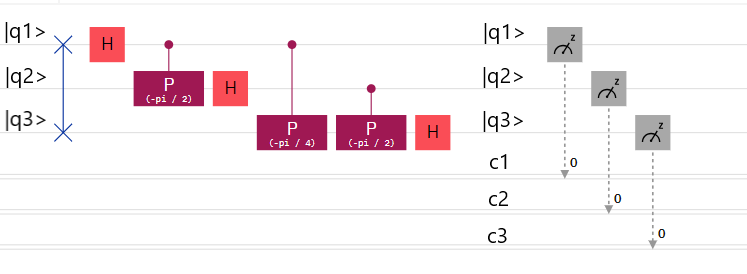 |q1> H |q1> z
|q2> P (-pi / 2) H |q2> z
|q3> P (-pi / 4) P (-pi / 2) H |q3> z
c1 0
c2 0
c3 0